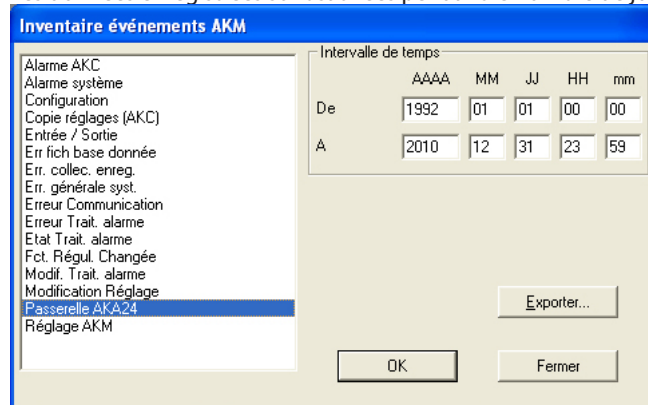 Inventaire événements AKM
Alarme AKC
Alarme système
Configuration
Copie réglages (AKC)
Entrée / Sortie
Err fich base donnée
Err. collec. enreg.
Err. générale syst.
Erreur Communication
Erreur Trait. alarme
Etat Trait. alarme
Fct. Régul. Changée
Modif. Trait. alarme
Modification Réglage
Passerelle AKA24
Réglage AKM
Intervalle de temps
AAAA MM JJ HH mm
De 1992 01 01 00 00
A 2010 12 31 23 59
Exporter...
OK Fermer